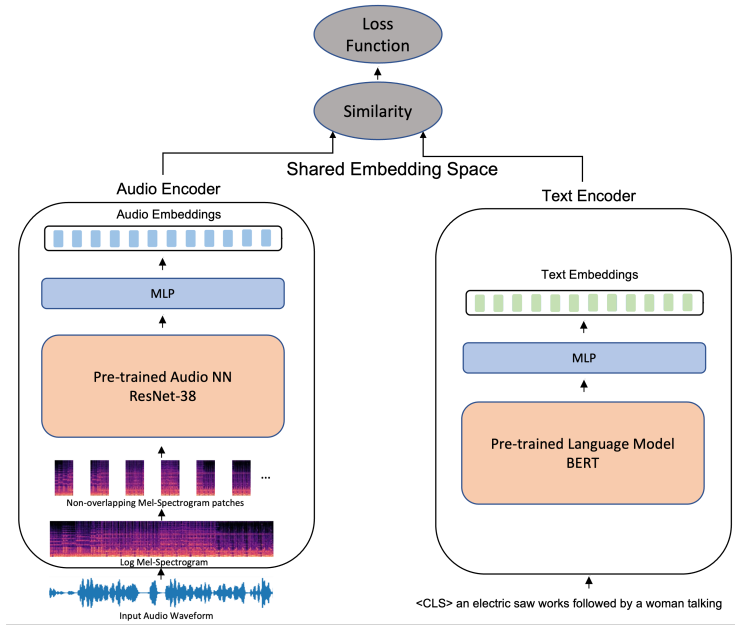 Loss
Function
Similarity
Shared Embedding Space
Audio Encoder
Audio Embeddings
MLP
Pre-trained Audio NN
ResNet-38
...
Non-overlapping Mel-Spectrogram patches
Log Mel-Spectrogram
Input Audio Waveform
Text Encoder
Text Embeddings
MLP
Pre-trained Language Model
BERT
<CLS> an electric saw works followed by a woman talking